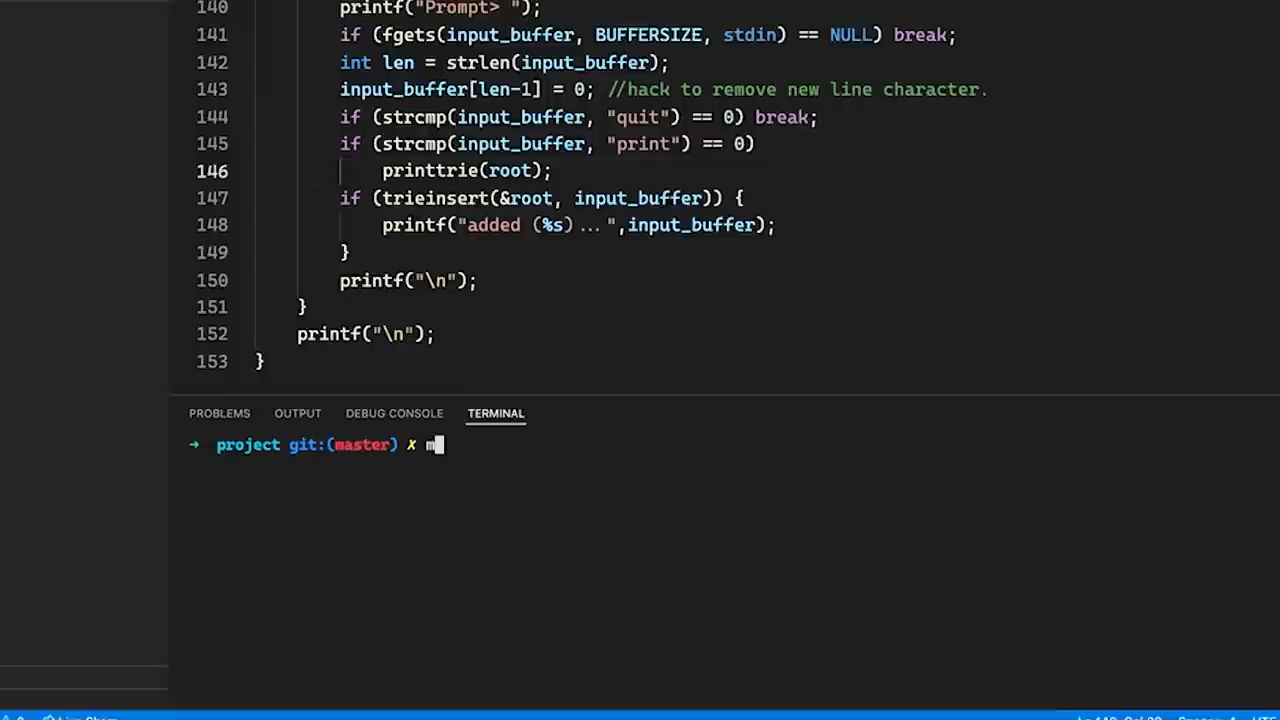 140 printf("Prompt> ");
141 if (fgets(input_buffer, BUFFERSIZE, stdin) == NULL) break;
142 int len = strlen(input_buffer);
143 input_buffer[len-1] = 0; //hack to remove new line character.
144 if (strcmp(input_buffer, "quit") == 0) break;
145 if (strcmp(input_buffer, "print") == 0)
146 printtrie(root);
147 if (trieinsert(&root, input_buffer)) {
148 printf("added (%s)...",input_buffer);
149 }
150 printf("\n");
151 }
152 printf("\n");
153 }
PROBLEMS OUTPUT DEBUG CONSOLE TERMINAL
→ project git:(master) ✗ m